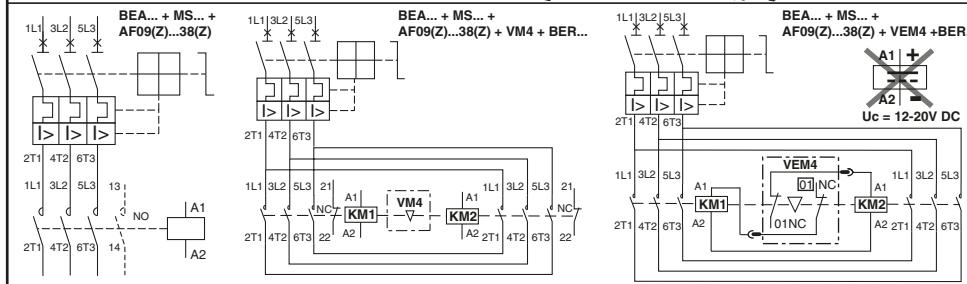 BEA... + MS... +
AF09(Z)...38(Z)
1L1 3L2 5L3
I> I> I>
2T1 4T2 6T3
1L1 3L2 5L3 13
NO
A1
2T1 4T2 6T3 14
A2
BEA... + MS... +
AF09(Z)...38(Z) + VM4 + BER...
1L1 3L2 5L3
I> I> I>
2T1 4T2 6T3
1L1 3L2 5L3 21
NC
A1
KM1
A2
VM4
A1
KM2
A2
1L1 3L2 5L3 21
NC
2T1 4T2 6T3 22
2T1 4T2 6T3 22
BEA... + MS... +
AF09(Z)...38(Z) + VEM4 +BER
1L1 3L2 5L3
A1 +
A2 -
Uc = 12-20V DC
I> I> I>
2T1 4T2 6T3
VEM4
01 NC
01NC
1L1 3L2 5L3
A1
KM1
A2
A1
KM2
A2
1L1 3L2 5L3
2T1 4T2 6T3
2T1 4T2 6T3